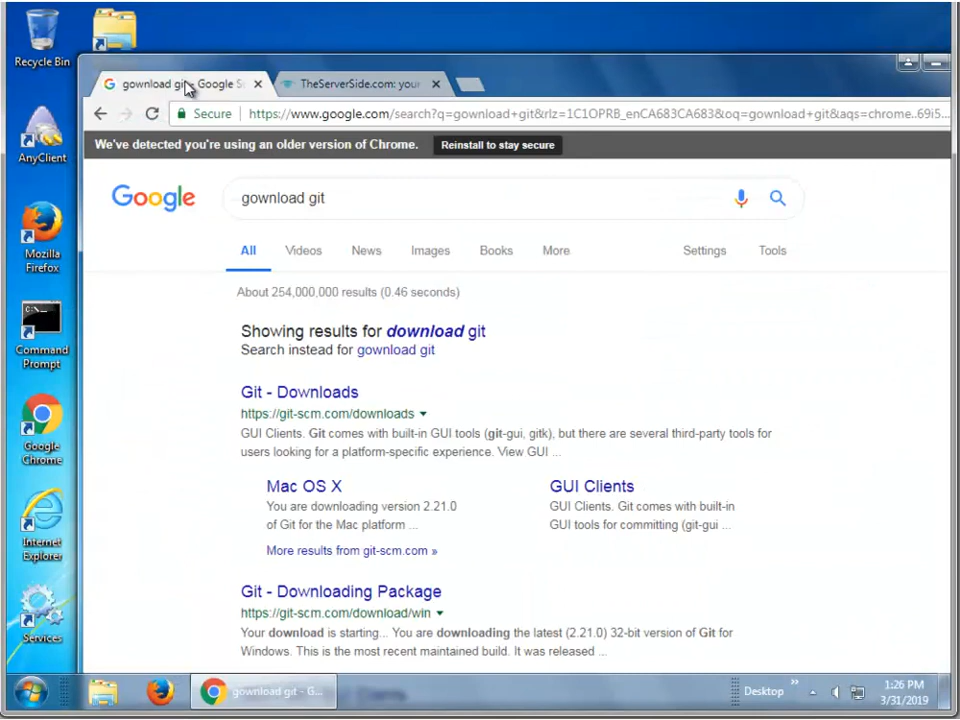 Recycle Bin
AnyClient
Mozilla
Firefox
C:\_
Command
Prompt
Google
Chrome
Internet
Explorer
Services
gownload git - Google S
TheServerSide.com: your
Secure https://www.google.com/search?q=gownload+git&rlz=1C1OPRB_enCA683CA683&oq=gownload+git&aqs=chrome..69i5...
We've detected you're using an older version of Chrome. Reinstall to stay secure
Google gownload git
All Videos News Images Books More Settings Tools
About 254,000,000 results (0.46 seconds)
Showing results for download git
Search instead for gownload git
Git - Downloads
https://git-scm.com/downloads
GUI Clients. Git comes with built-in GUI tools (git-gui, gitk), but there are several third-party tools for
users looking for a platform-specific experience. View GUI ...
Mac OS X
You are downloading version 2.21.0
of Git for the Mac platform ...
GUI Clients
GUI Clients. Git comes with built-in
GUI tools for committing (git-gui ...
More results from git-scm.com »
Git - Downloading Package
https://git-scm.com/download/win
Your download is starting... You are downloading the latest (2.21.0) 32-bit version of Git for
Windows. This is the most recent maintained build. It was released ...
gownload git - G...
Desktop »
1:26 PM
3/31/2019